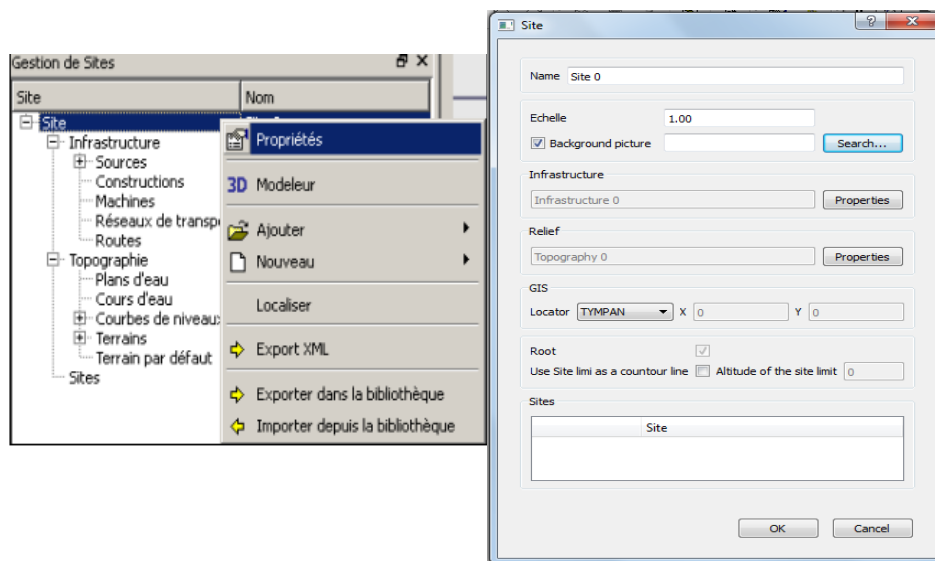 Gestion de Sites
Site Nom
Site
Infrastructure
Sources
Constructions
Machines
Réseaux de transpo
Routes
Topographie
Plans d'eau
Cours d'eau
Courbes de niveau
Terrains
Terrain par défaut
Sites
Propriétés
3D Modeleur
Ajouter
Nouveau
Localiser
Export XML
Exporter dans la bibliothèque
Importer depuis la bibliothèque
Site
Name Site 0
Echelle 1.00
Background picture Search...
Infrastructure
Infrastructure 0 Properties
Relief
Topography 0 Properties
GIS
Locator TYMPAN X 0 Y 0
Root
Use Site limi as a countour line Altitude of the site limit 0
Sites
Site
OK Cancel